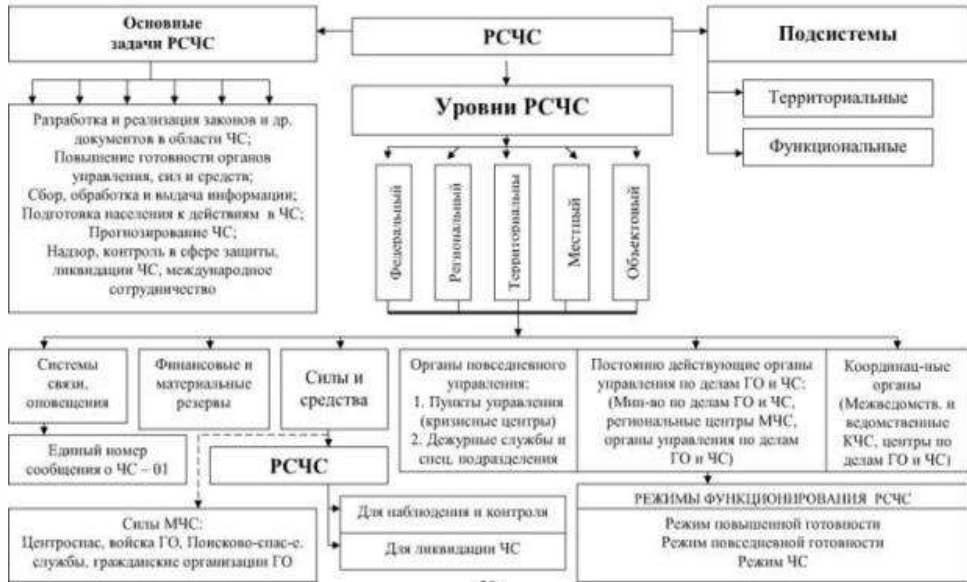 Основные
задачи РСЧС
РСЧС
Подсистемы
Уровни РСЧС
Территориальные
Функциональные
Разработка и реализация законов и др.
документов в области ЧС;
Повышение готовности органов
управления, сил и средств;
Сбор, обработка и выдача информации;
Подготовка населения к действиям в ЧС;
Прогнозирование ЧС;
Надзор, контроль в сфере защиты,
ликвидации ЧС, международное
сотрудничество
Федеральный
Региональный
Территориальны
Местный
Объектовый
Системы
связи,
оповещения
Финансовые и
материальные
резервы
Силы и
средства
Органы повседневного
управления:
1. Пункты управления
(кризисные центры)
2. Дежурные службы и
спец. подразделения
Постоянно действующие органы
управления по делам ГО и ЧС:
(Мин-во по делам ГО и ЧС,
региональные центры МЧС,
органы управления по делам
ГО и ЧС)
Координац-ные
органы
(Межведомств. и
ведомственные
КЧС, центры по
делам ГО и ЧС)
Единый номер
сообщения о ЧС – 01
РСЧС
Силы МЧС:
Центроспас, войска ГО, Поисково-спас-е.
службы, гражданские организации ГО
Для наблюдения и контроля
Для ликвидации ЧС
РЕЖИМЫ ФУНКЦИОНИРОВАНИЯ РСЧС
Режим повышенной готовности
Режим повседневной готовности
Режим ЧС